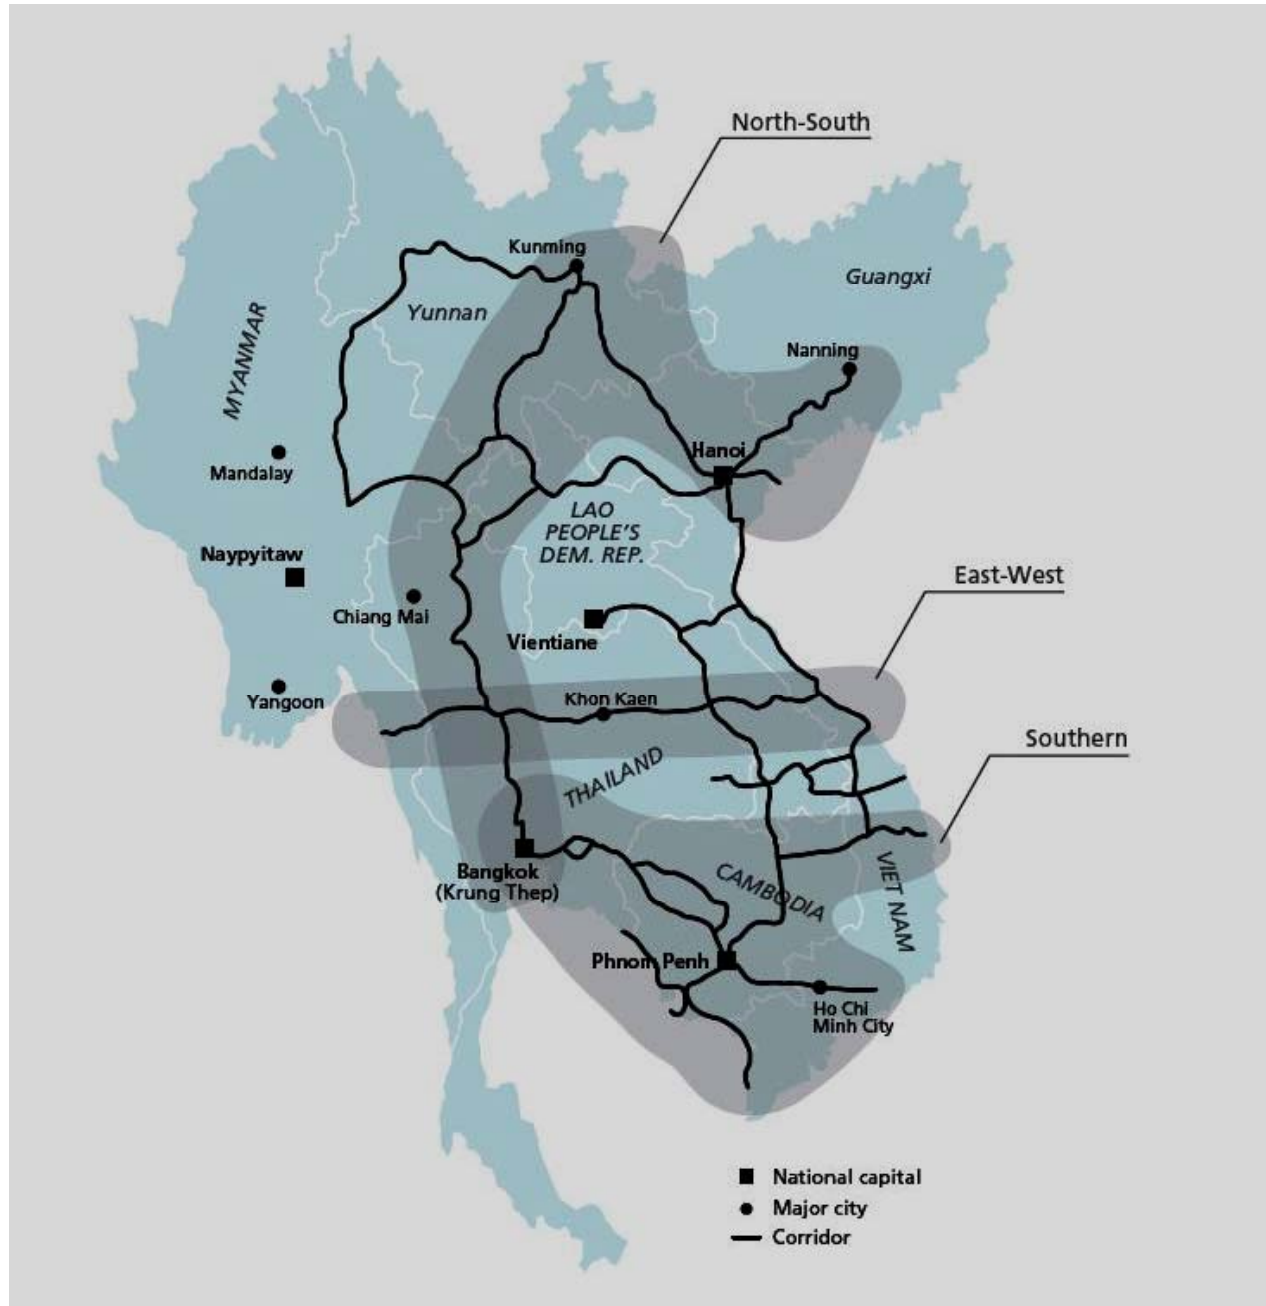 North-South
Kunming
Guangxi
Yunnan
MYANMAR
Nanning
Hanoi
Mandalay
LAO
PEOPLE'S
DEM. REP.
Naypyitaw
East-West
Chiang Mai
Vientiane
Yangoon
Khon Kaen
Southern
THAILAND
Bangkok
(Krung Thep)
CAMBODIA
VIET NAM
Phnom Penh
Ho Chi
Minh City
National capital
Major city
Corridor